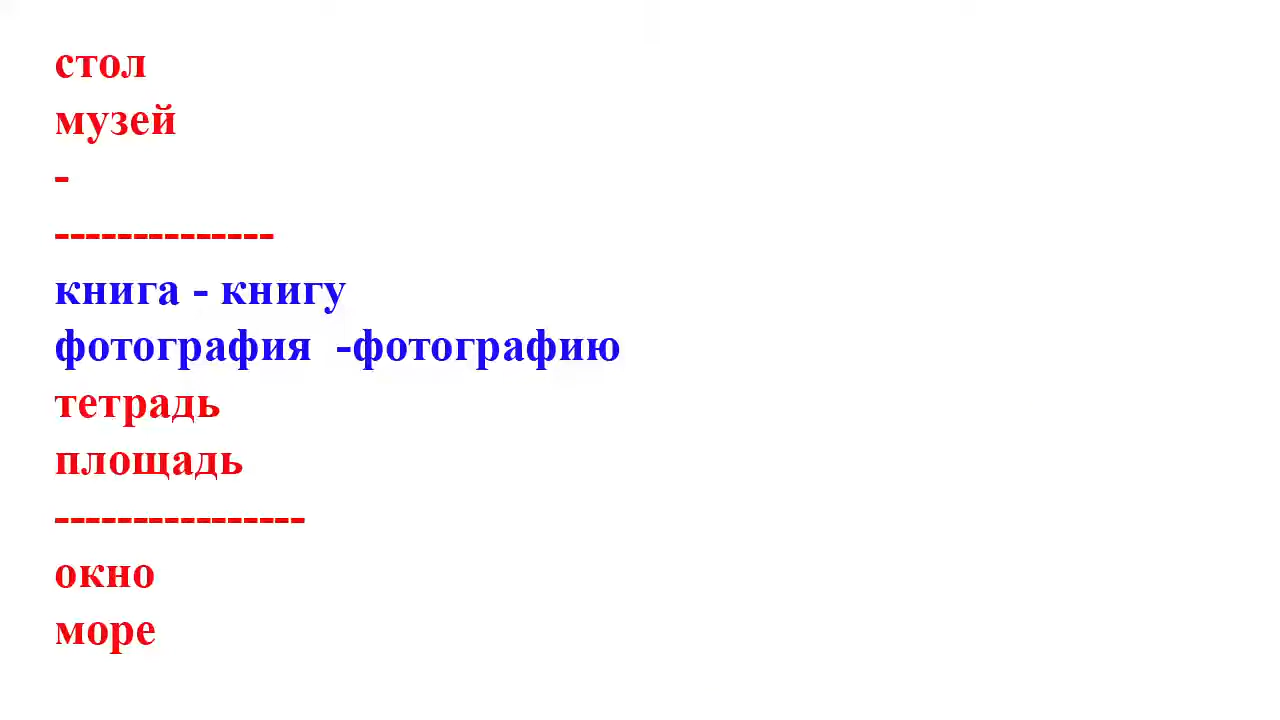 стол
музей
-
--------------
книга - книгу
фотография  -фотографию
тетрадь
площадь
----------------
окно
море